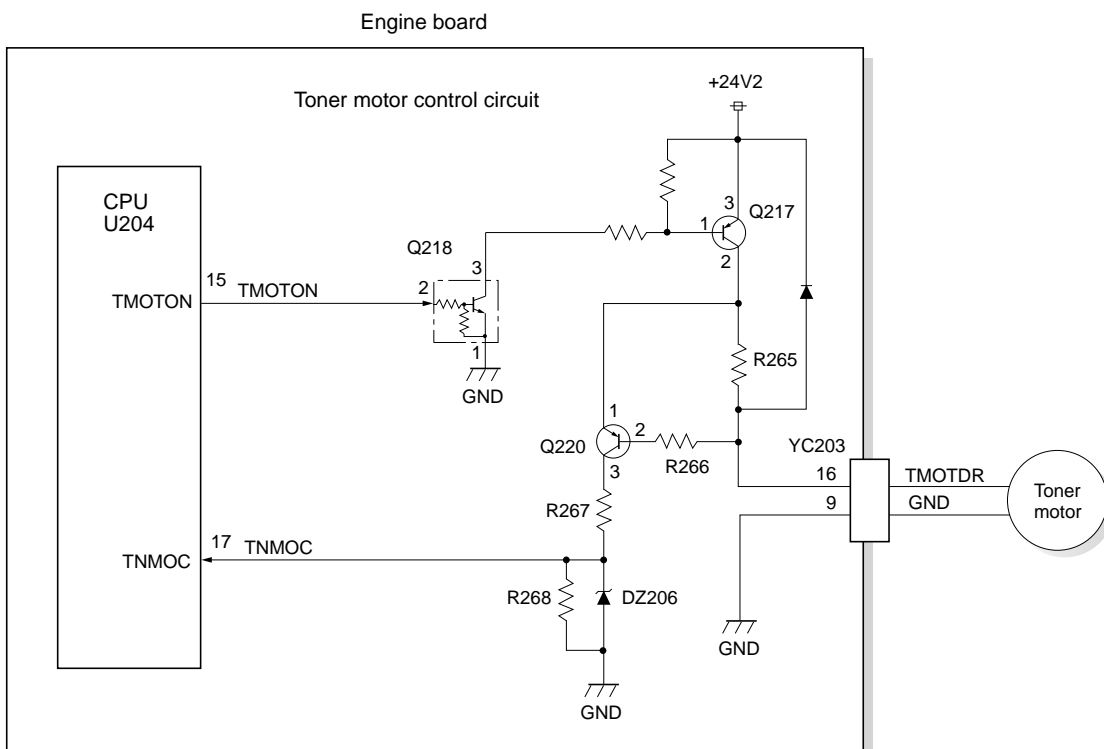 Engine board
Toner motor control circuit
+24V2
CPU
U204
3
Q217
1
2
Q218
3
2
15
TMOTON
TMOTON
1
GND
R265
1
Q220
2
R266
3
YC203
16
TMOTDR
9
GND
Toner
motor
R267
17
TNMOC
TNMOC
R268
DZ206
GND
GND